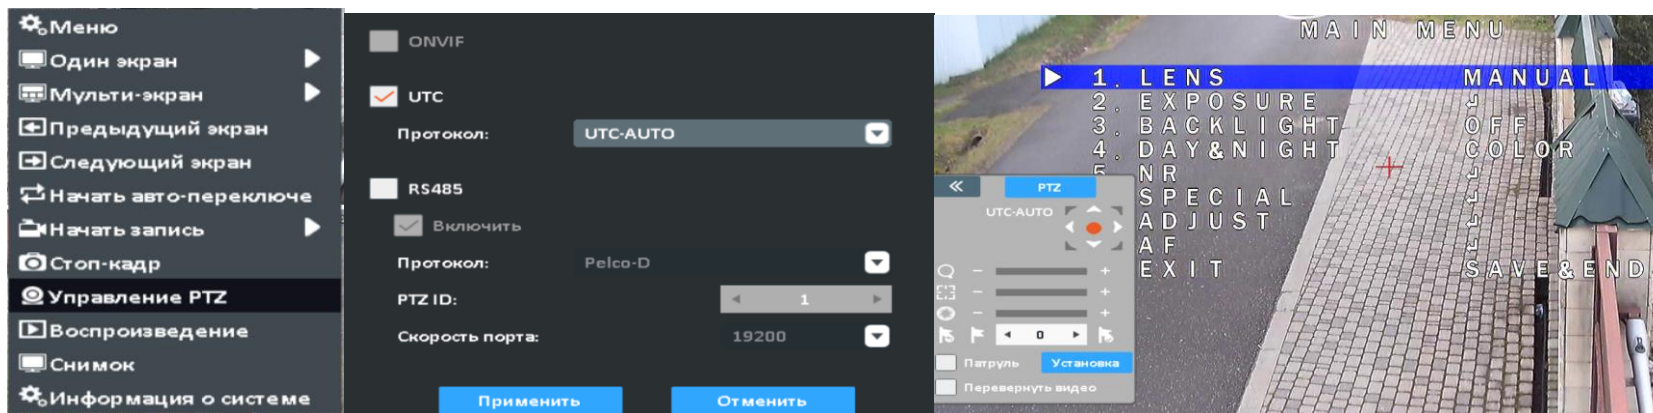 Меню
Один экран
Мульти-экран
Предыдущий экран
Следующий экран
Начать авто-переключе
Начать запись
Стоп-кадр
Управление PTZ
Воспроизведение
Снимок
Информация о системе
ONVIF
UTC
Протокол: UTC-AUTO
RS485
Включить
Протокол: Pelco-D
PTZ ID: 1
Скорость порта: 19200
Применить Отменить
MAIN MENU
1. LENS MANUAL
2. EXPOSURE
3. BACKLIGHT OFF
4. DAY&NIGHT COLOR
5. NR
SPECIAL
ADJUST
AF
EXIT SAVE&END
PTZ
UTC-AUTO
- +
- +
- +
0
Патруль Установка
Перевернуть видео